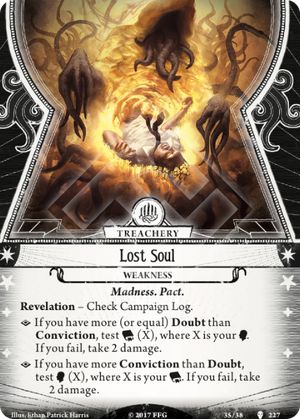 TREACHERY
Lost Soul
WEAKNESS
Madness. Pact.
Revelation – Check Campaign Log.
If you have more (or equal) Doubt than
Conviction, test (X), where X is your .
If you fail, take 2 damage.
If you have more Conviction than Doubt,
test (X), where X is your . If you fail, take
2 damage.
Illus. Ethan Patrick Harris © 2017 FFG 35/38 227